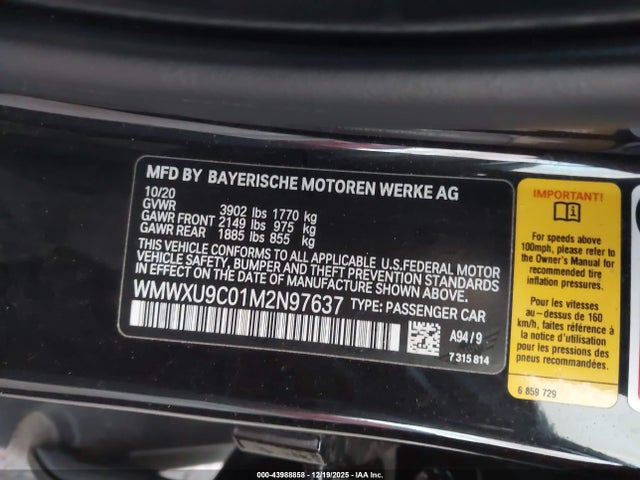 MFD BY BAYERISCHE MOTOREN WERKE AG
10/20
GVWR 3902 lbs 1770 kg
GAWR FRONT 2149 lbs 975 kg
GAWR REAR 1885 lbs 855 kg
THIS VEHICLE CONFORMS TO ALL APPLICABLE U.S.FEDERAL MOTOR
VEHICLE SAFETY, BUMPER AND THEFT PREVENTION STANDARDS
IN EFFECT ON DATE OF MANUFACTURE SHOWN ABOVE.
WMWXU9C01M2N97637 TYPE: PASSENGER CAR
A94/9
7 315 814
IMPORTANT!
For speeds above
100mph, please refer to
the Owner's Manual for
recommended tire
inflation pressures.
Pour les vitesses
au-dessus de 160
km/h, faites référence à
la notice d'utilisation
pour les pressions des
pneus recommandées.
6 859 729
000-43988858 - 12/19/2025 - IAA Inc.